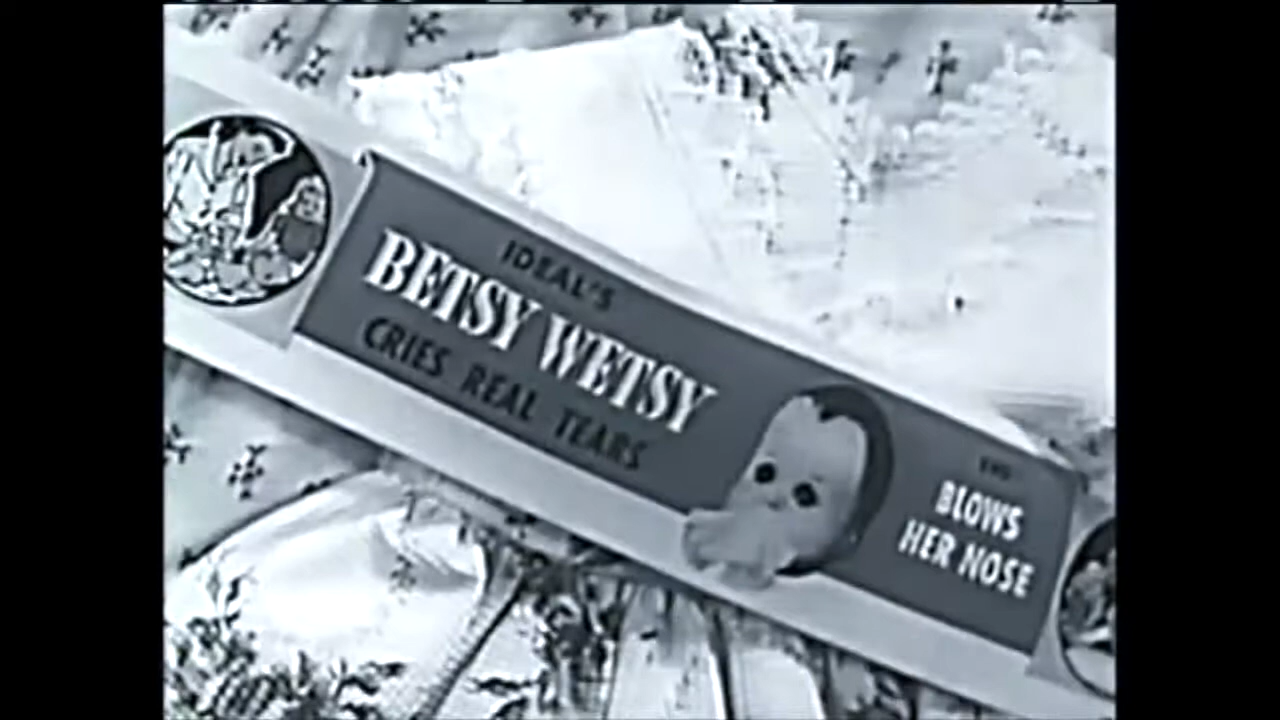 IDEAL'S
BETSY WETSY
CRIES REAL TEARS
BLOWS
HER NOSE